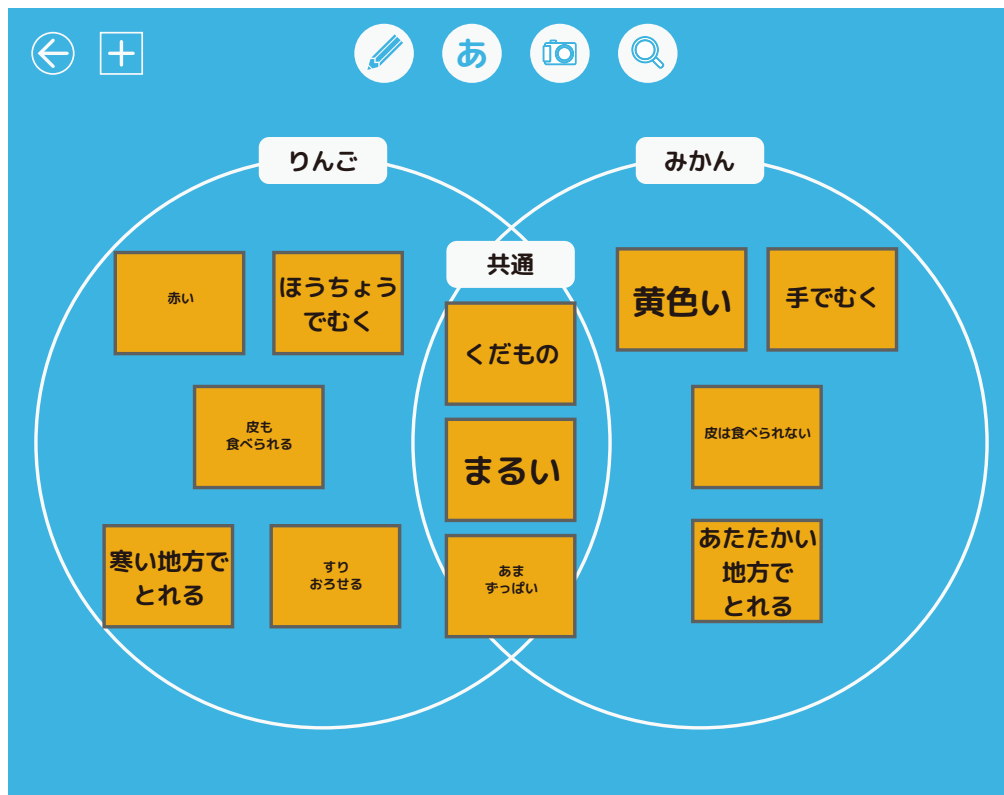 あ
りんご
みかん
共通
赤い
ほうちょう
でむく
皮も
食べられる
寒い地方で
とれる
すり
おろせる
くだもの
まるい
あま
ずっぱい
黄色い
手でむく
皮は食べられない
あたたかい
地方で
とれる